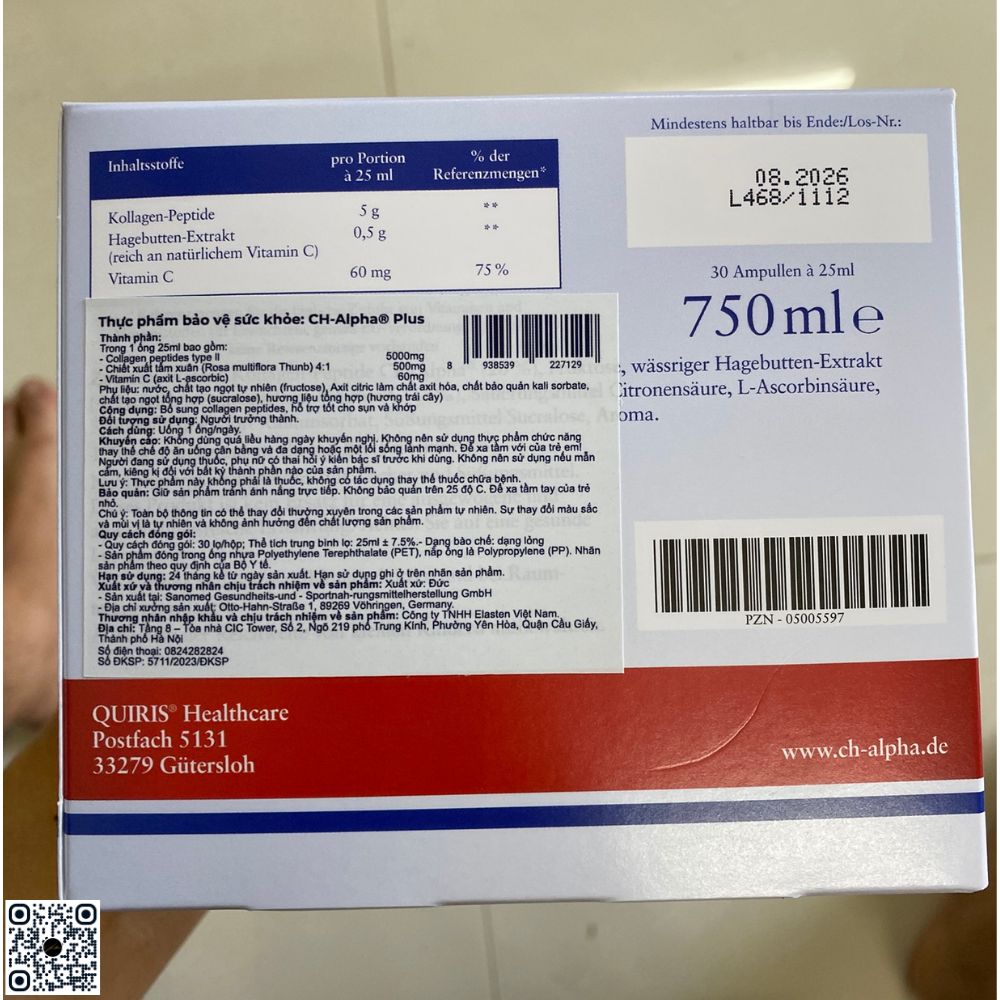 Mindestens haltbar bis Ende:/Los-Nr.:
08.2026
L468/1112
Inhaltsstoffe pro Portion à 25 ml % der Referenzmengen*
Kollagen-Peptide 5 g **
Hagebutten-Extrakt 0,5 g **
(reich an natürlichem Vitamin C)
Vitamin C 60 mg 75 %
30 Ampullen à 25ml
750 ml e
wässriger Hagebutten-Extrakt
Citronensäure, L-Ascorbinsäure,
Aroma.
Thực phẩm bảo vệ sức khỏe: CH-Alpha® Plus
Thành phần:
Trong 1 ống 25ml bao gồm:
- Collagen peptides type II 5000mg
- Chiết xuất tầm xuân (Rosa multiflora Thunb) 4:1 500mg
- Vitamin C (axit L-ascorbic) 60mg
8 938539 227129
Phụ liệu: nước, chất tạo ngọt tự nhiên (fructose), Axit citric làm chất axit hóa, chất bảo quản kali sorbate,
chất tạo ngọt tổng hợp (sucralose), hương liệu tổng hợp (hương trái cây)
Công dụng: Bổ sung collagen peptides, hỗ trợ tốt cho sụn và khớp
Đối tượng sử dụng: Người trưởng thành.
Cách dùng: Uống 1 ống/ngày.
Khuyến cáo: Không dùng quá liều hàng ngày khuyến nghị. Không nên sử dụng thực phẩm chức năng
thay thế chế độ ăn uống cân bằng và đa dạng hoặc một lối sống lành mạnh. Để xa tầm với của trẻ em!
Người đang sử dụng thuốc, phụ nữ có thai hỏi ý kiến bác sĩ trước khi dùng. Không nên sử dụng nếu mẫn
cảm, kiêng kị đối với bất kỳ thành phần nào của sản phẩm.
Lưu ý: Thực phẩm này không phải là thuốc, không có tác dụng thay thế thuốc chữa bệnh.
Bảo quản: Giữ sản phẩm tránh ánh nắng trực tiếp. Không bảo quản trên 25 độ C. Để xa tầm tay của trẻ
nhỏ.
Chú ý: Toàn bộ thông tin có thể thay đổi thường xuyên trong các sản phẩm tự nhiên. Sự thay đổi màu sắc
và mùi vị là tự nhiên và không ảnh hưởng đến chất lượng sản phẩm.
Quy cách đóng gói:
- Quy cách đóng gói: 30 lọ/hộp; Thể tích trung bình lọ: 25ml ± 7.5%.- Dạng bào chế: dạng lỏng
- Sản phẩm đóng trong ống nhựa Polyethylene Terephthalate (PET), nắp ống là Polypropylene (PP). Nhãn
sản phẩm theo quy định của Bộ Y tế.
Hạn sử dụng: 24 tháng kể từ ngày sản xuất. Hạn sử dụng ghi ở trên nhãn sản phẩm.
Xuất xứ và thương nhân chịu trách nhiệm về sản phẩm: Xuất xứ: Đức
- Sản xuất tại: Sanomed Gesundheits-und - Sportnah-rungsmittelherstellung GmbH
- Địa chỉ xưởng sản xuất: Otto-Hahn-Straße 1, 89269 Vöhringen, Germany.
Thương nhân nhập khẩu và chịu trách nhiệm về sản phẩm: Công ty TNHH Elasten Việt Nam.
Địa chỉ: Tầng 8 – Tòa nhà CIC Tower, Số 2, Ngõ 219 phố Trung Kính, Phường Yên Hòa, Quận Cầu Giấy,
Thành phố Hà Nội
Số điện thoại: 0824282824
Số ĐKSP: 5711/2023/ĐKSP
PZN - 05005597
QUIRIS® Healthcare
Postfach 5131
33279 Gütersloh
www.ch-alpha.de